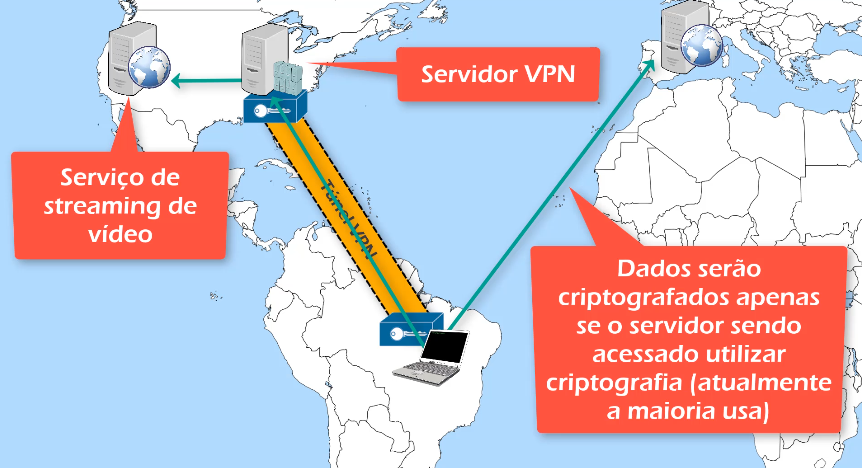 Servidor VPN
Serviço de
streaming de
vídeo
Túnel VPN
Dados serão
criptografados apenas
se o servidor sendo
acessado utilizar
criptografia (atualmente
a maioria usa)